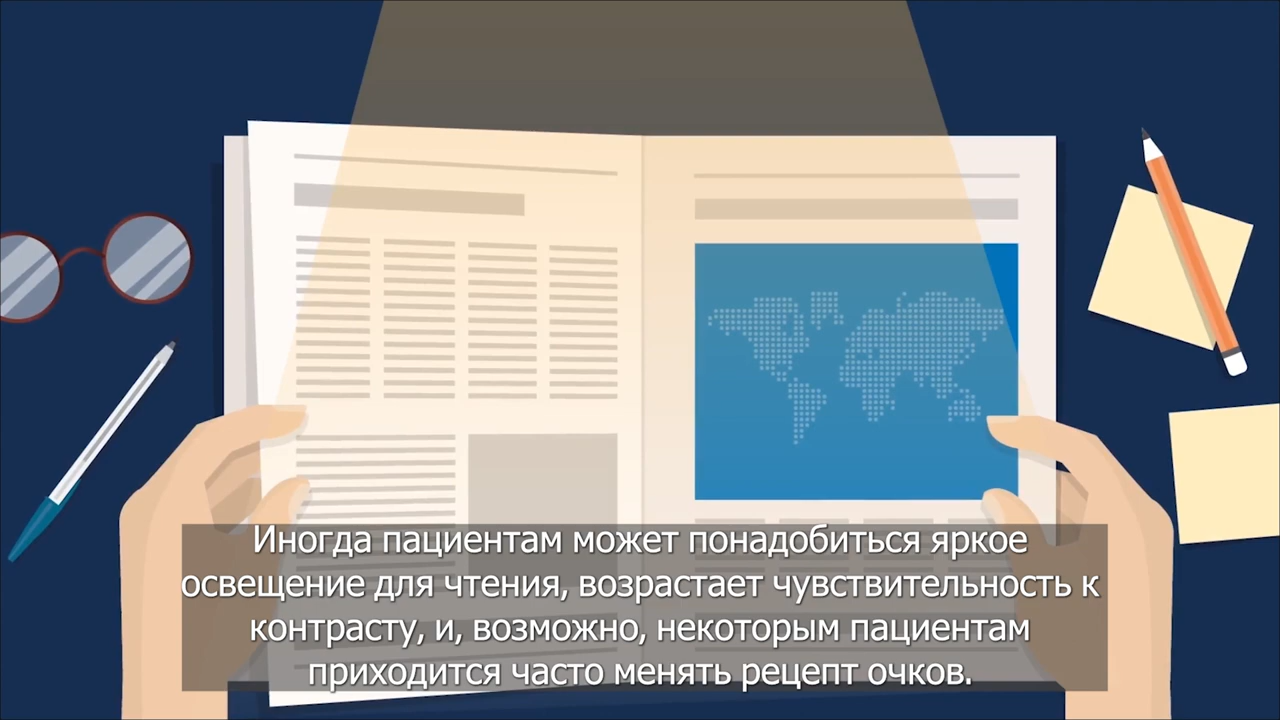 Иногда пациентам может понадобиться яркое
освещение для чтения, возрастает чувствительность к
контрасту, и, возможно, некоторым пациентам
приходится часто менять рецепт очков.